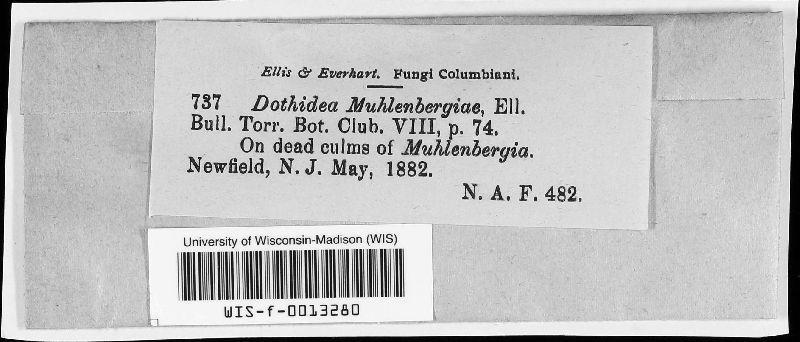 Ellis & Everhart. Fungi Columbiani.
737 Dothidea Muhlenbergiae, Ell.
Bull. Torr. Bot. Club. VIII, p. 74.
On dead culms of Muhlenbergia.
Newfield, N. J. May, 1882.
N. A. F. 482.
University of Wisconsin-Madison (WIS)
WIS-f-0013280